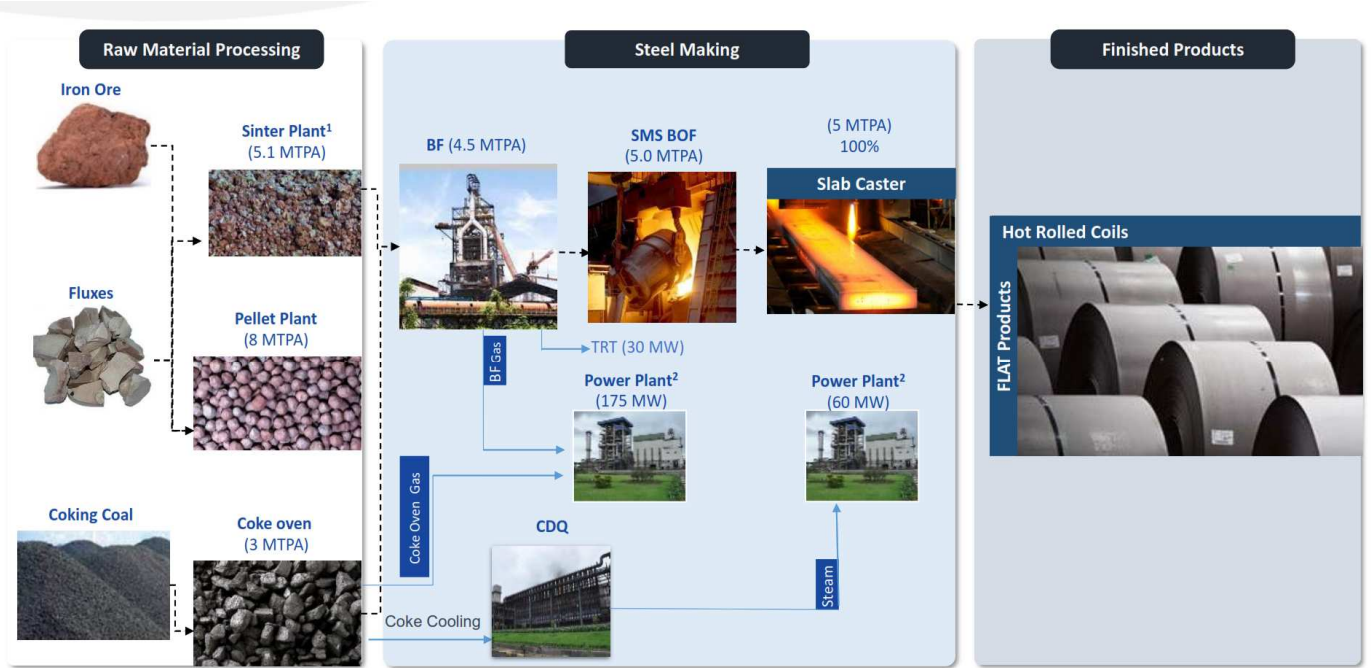 Raw Material Processing
Steel Making
Finished Products
Iron Ore
Sinter Plant¹
(5.1 MTPA)
Fluxes
Pellet Plant
(8 MTPA)
Coking Coal
Coke oven
(3 MTPA)
BF (4.5 MTPA)
SMS BOF
(5.0 MTPA)
(5 MTPA)
100%
Slab Caster
BF Gas
TRT (30 MW)
Power Plant²
(175 MW)
Power Plant²
(60 MW)
Coke Oven Gas
CDQ
Coke Cooling
Steam
Hot Rolled Coils
FLAT Products